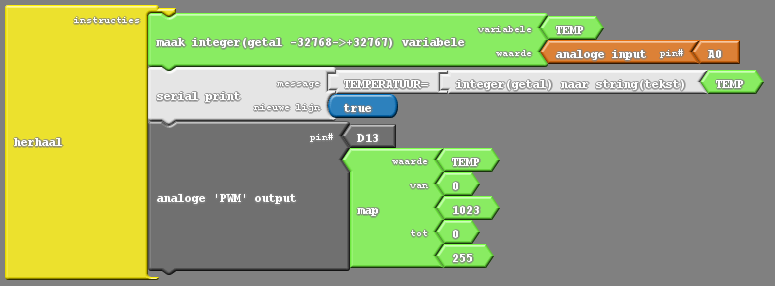 instructies
variabele TEMP
maak integer(getal -32768->+32767) variabele
waarde analoge input pin# A0
message TEMPERATUUR= integer(getal) naar string(tekst) TEMP
serial print
nieuwe lijn true
herhaal
pin# D13
waarde TEMP
van 0
analoge 'PWM' output
map 1023
tot 0
255